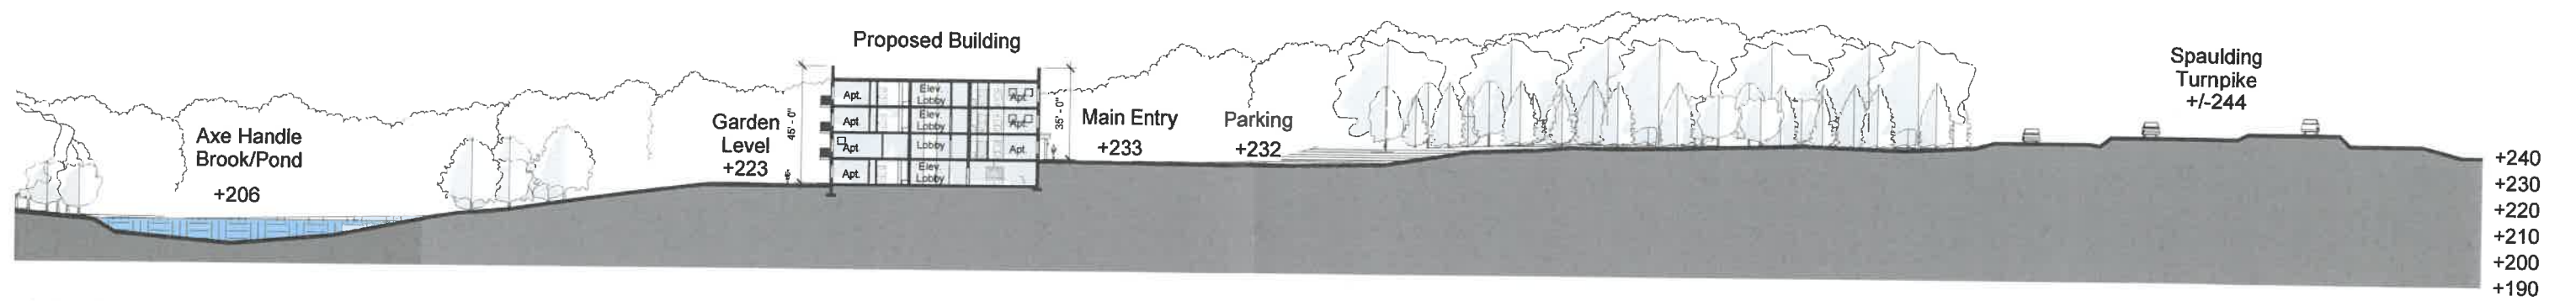 Proposed Building
Spaulding
Turnpike
+/-244
Axe Handle
Brook/Pond
+206
Garden
Level
+223
45' - 0"
Apt.
Elev.
Lobby
Apt
Apt.
Elev.
Lobby
Apt
Apt
Lobby
Apt
Apt.
Elev.
Lobby
35' - 0"
Main Entry
+233
Parking
+232
+240
+230
+220
+210
+200
+190